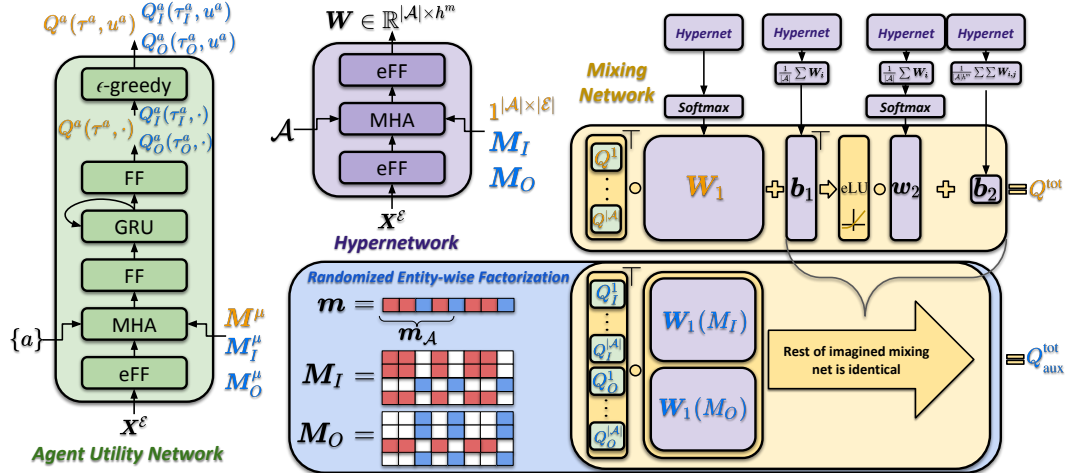 Q^a(τ^a, u^a) Q_I^a(τ_I^a, u^a)
Q_O^a(τ_O^a, u^a)
ϵ-greedy
Q^a(τ^a, ·) Q_I^a(τ_I^a, ·)
Q_O^a(τ_O^a, ·)
FF
GRU
FF
MHA
{a}
M^μ
M_I^μ
M_O^μ
eFF
X^ℰ
Agent Utility Network
W ∈ ℝ^{|𝒜|×h^m}
eFF
MHA
𝒜
1^{|𝒜|×|ℰ|}
M_I
M_O
eFF
X^ℰ
Hypernetwork
Mixing
Network
Hypernet Hypernet Hypernet Hypernet
1/|𝒜| ∑ W_i 1/|𝒜| ∑ W_i 1/|𝒜|h^m ∑ ∑ W_{i,j}
Softmax Softmax
Q^1
⋮
Q^{|𝒜|}
⊤
W_1
b_1
⊤
eLU
w_2
b_2
= Q^tot
Randomized Entity-wise Factorization
m =
m_𝒜
M_I =
M_O =
Q_I^1
⋮
Q_I^{|𝒜|}
Q_O^1
⋮
Q_O^{|𝒜|}
⊤
W_1(M_I)
W_1(M_O)
Rest of imagined mixing
net is identical
= Q_aux^tot